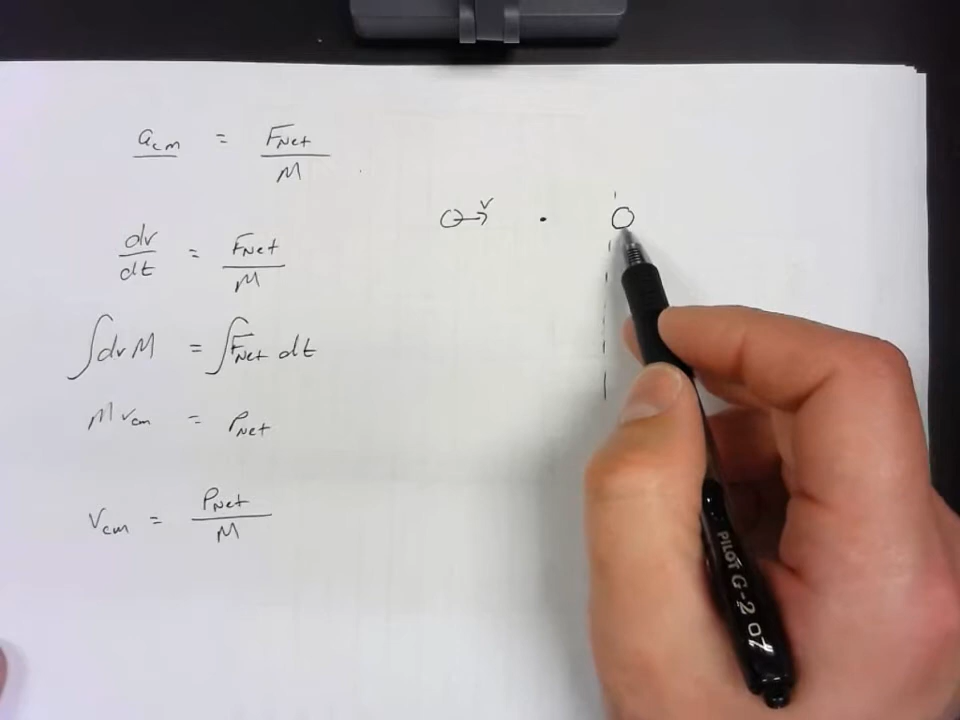 a_cm = F_Net / M
v
dv/dt = F_Net / M
∫dv M = ∫F_Net dt
M v_cm = P_Net
v_cm = P_Net / M
PILOT G-2 07